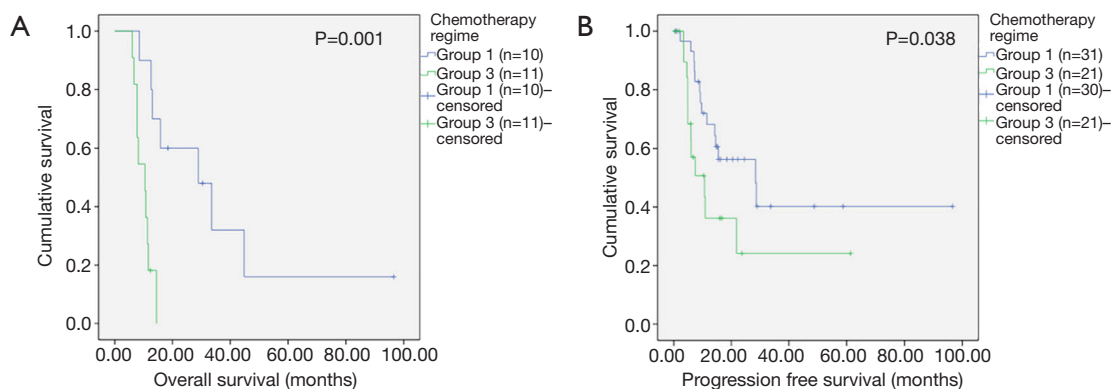 A
P=0.001
Chemotherapy
regime
Group 1 (n=10)
Group 3 (n=11)
Group 1 (n=10)–
censored
Group 3 (n=11)–
censored
Cumulative survival
1.0
0.8
0.6
0.4
0.2
0.0
0.00 20.00 40.00 60.00 80.00 100.00
Overall survival (months)
B
P=0.038
Chemotherapy
regime
Group 1 (n=31)
Group 3 (n=21)
Group 1 (n=30)–
censored
Group 3 (n=21)–
censored
Cumulative survival
1.0
0.8
0.6
0.4
0.2
0.0
0.00 20.00 40.00 60.00 80.00 100.00
Progression free survival (months)